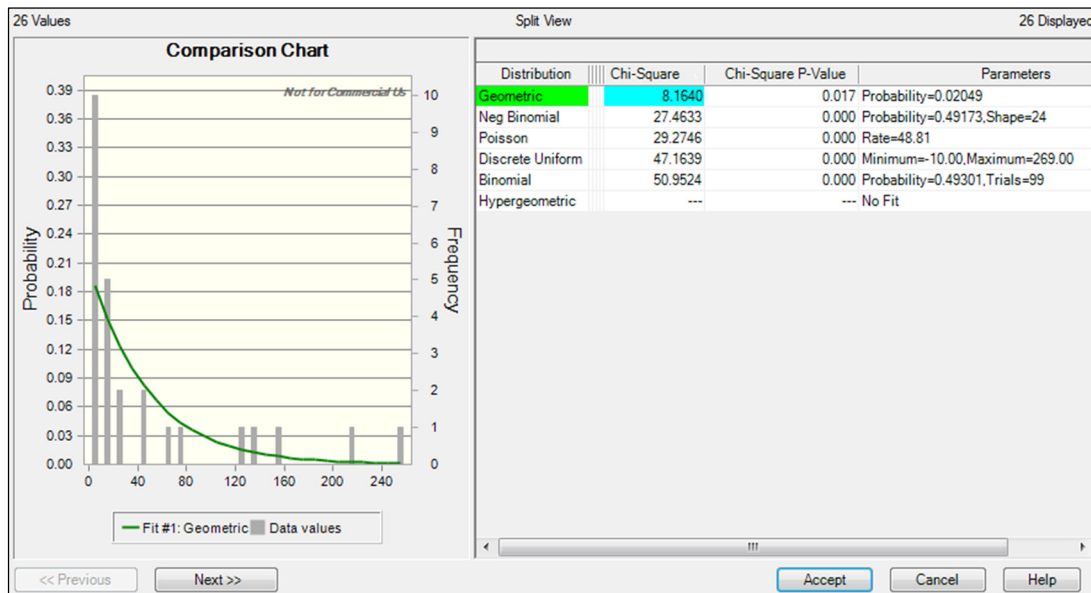 26 Values Split View 26 Displayed
Comparison Chart
Not for Commercial Us
Probability
0.39
0.36
0.33
0.30
0.27
0.24
0.21
0.18
0.15
0.12
0.09
0.06
0.03
0.00
10
9
8
7
6
5
4
3
2
1
0
Frequency
0 40 80 120 160 200 240
Fit #1: Geometric Data values
Distribution Chi-Square Chi-Square P-Value Parameters
Geometric 8.1640 0.017 Probability=0.02049
Neg Binomial 27.4633 0.000 Probability=0.49173,Shape=24
Poisson 29.2746 0.000 Rate=48.81
Discrete Uniform 47.1639 0.000 Minimum=-10.00,Maximum=269.00
Binomial 50.9524 0.000 Probability=0.49301,Trials=99
Hypergeometric --- --- No Fit
<< Previous Next >> Accept Cancel Help